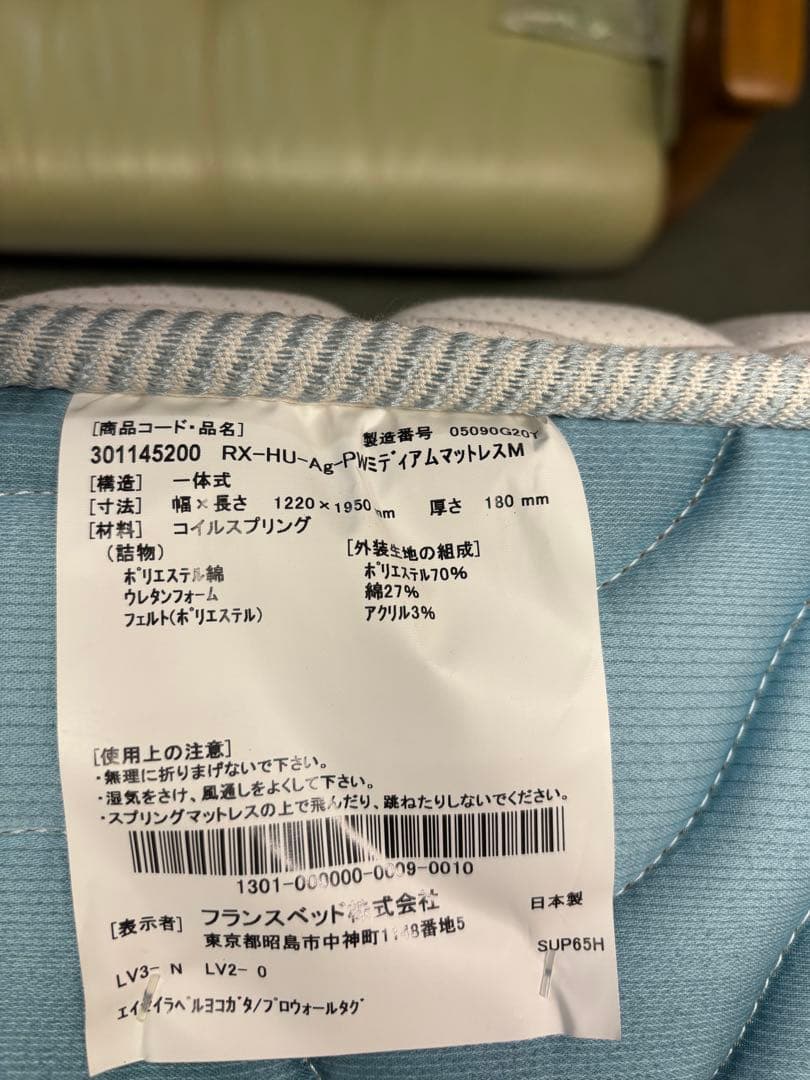 [商品コード・品名]
製造番号 05090G20Y
301145200 RX-HU-Ag-PWミディアムマットレスM
[構造] 一体式
[寸法] 幅×長さ 1220×1950mm 厚さ 180mm
[材料] コイルスプリング
(詰物) [外装生地の組成]
ポリエステル綿 ポリエステル70%
ウレタンフォーム 綿27%
フェルト(ポリエステル) アクリル3%
[使用上の注意]
・無理に折りまげないで下さい。
・湿気をさけ、風通しをよくして下さい。
・スプリングマットレスの上で飛んだり、跳ねたりしないでください。
1301-000000-0009-0010
[表示者] フランスベッド株式会社 日本製
東京都昭島市中神町1148番地5
SUP65H
LV3- N LV2- 0
ラベルヨコガタ/プロウォールタグ